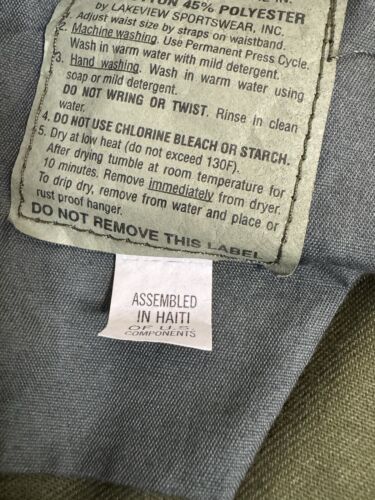 TON 45% POLYESTER
by LAKEVIEW SPORTSWEAR, INC.
Adjust waist size by straps on waistband.
2. Machine washing. Use Permanent Press Cycle.
Wash in warm water with mild detergent.
3. Hand washing. Wash in warm water using
soap or mild detergent.
DO NOT WRING OR TWIST. Rinse in clean
water.
4. DO NOT USE CHLORINE BLEACH OR STARCH.
5. Dry at low heat (do not exceed 130F).
After drying tumble at room temperature for
10 minutes. Remove immediately from dryer.
To drip dry, remove from water and place or
rust proof hanger.
DO NOT REMOVE THIS LABEL
ASSEMBLED
IN HAITI
OF U.S.
COMPONENTS